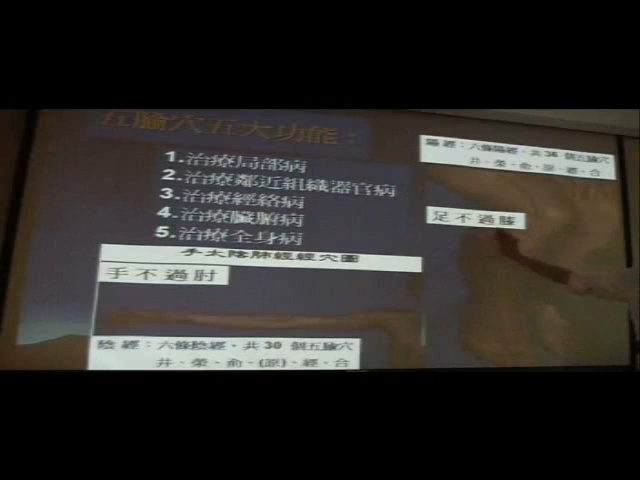 五腧穴五大功能：
1.治療局部病
2.治療鄰近組織器官病
3.治療經絡病
4.治療臟腑病
5.治療全身病
陽經：六條陽經，共36個五腧穴
井、滎、俞、原、經、合
足不過膝
手太陰肺經經穴圖
手不過肘
陰經：六條陰經，共30 個五腧穴
井、滎、俞、(原)、經、合